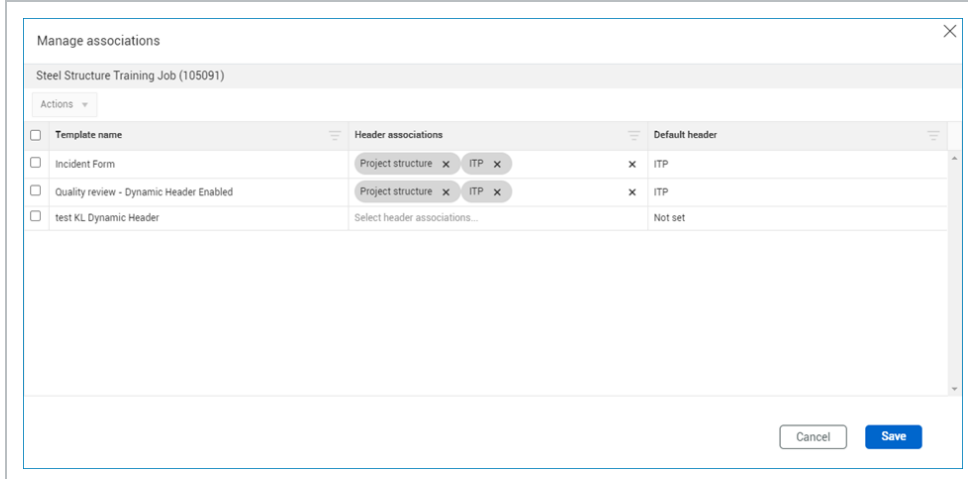 Manage associations
Steel Structure Training Job (105091)
Actions
Template name Header associations Default header
Incident Form Project structure ITP ITP
Quality review - Dynamic Header Enabled Project structure ITP ITP
test KL Dynamic Header Select header associations... Not set
Cancel Save